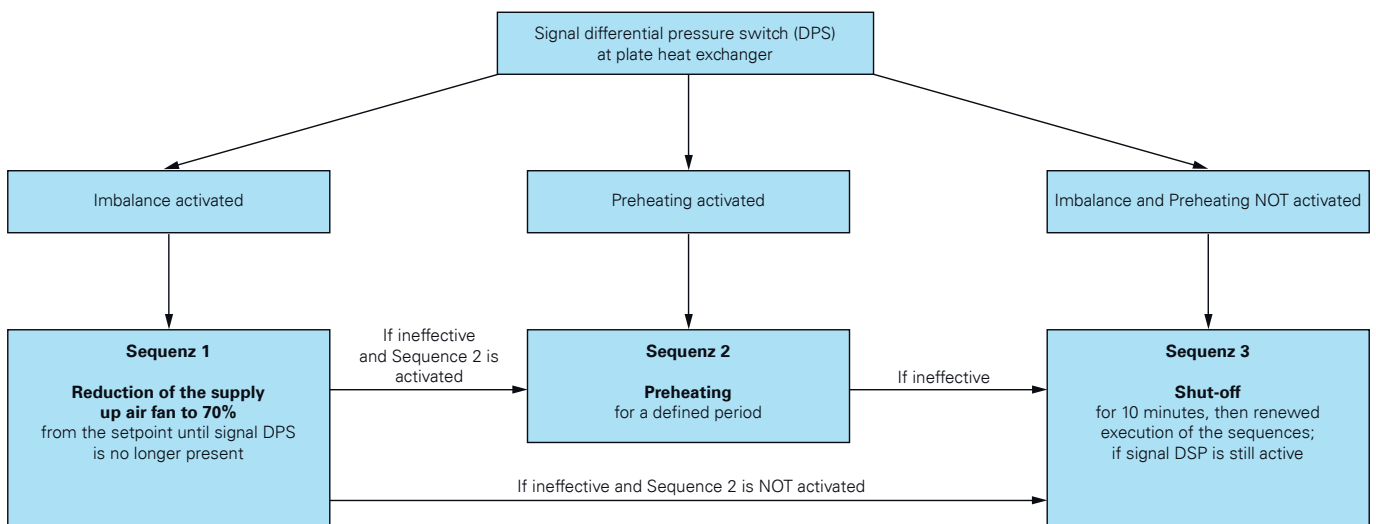 Signal differential pressure switch (DPS)
at plate heat exchanger
Imbalance activated
Preheating activated
Imbalance and Preheating NOT activated
Sequenz 1
Reduction of the supply
up air fan to 70%
from the setpoint until signal DPS
is no longer present
If ineffective
and Sequence 2 is
activated
Sequenz 2
Preheating
for a defined period
If ineffective
Sequenz 3
Shut-off
for 10 minutes, then renewed
execution of the sequences;
if signal DSP is still active
If ineffective and Sequence 2 is NOT activated